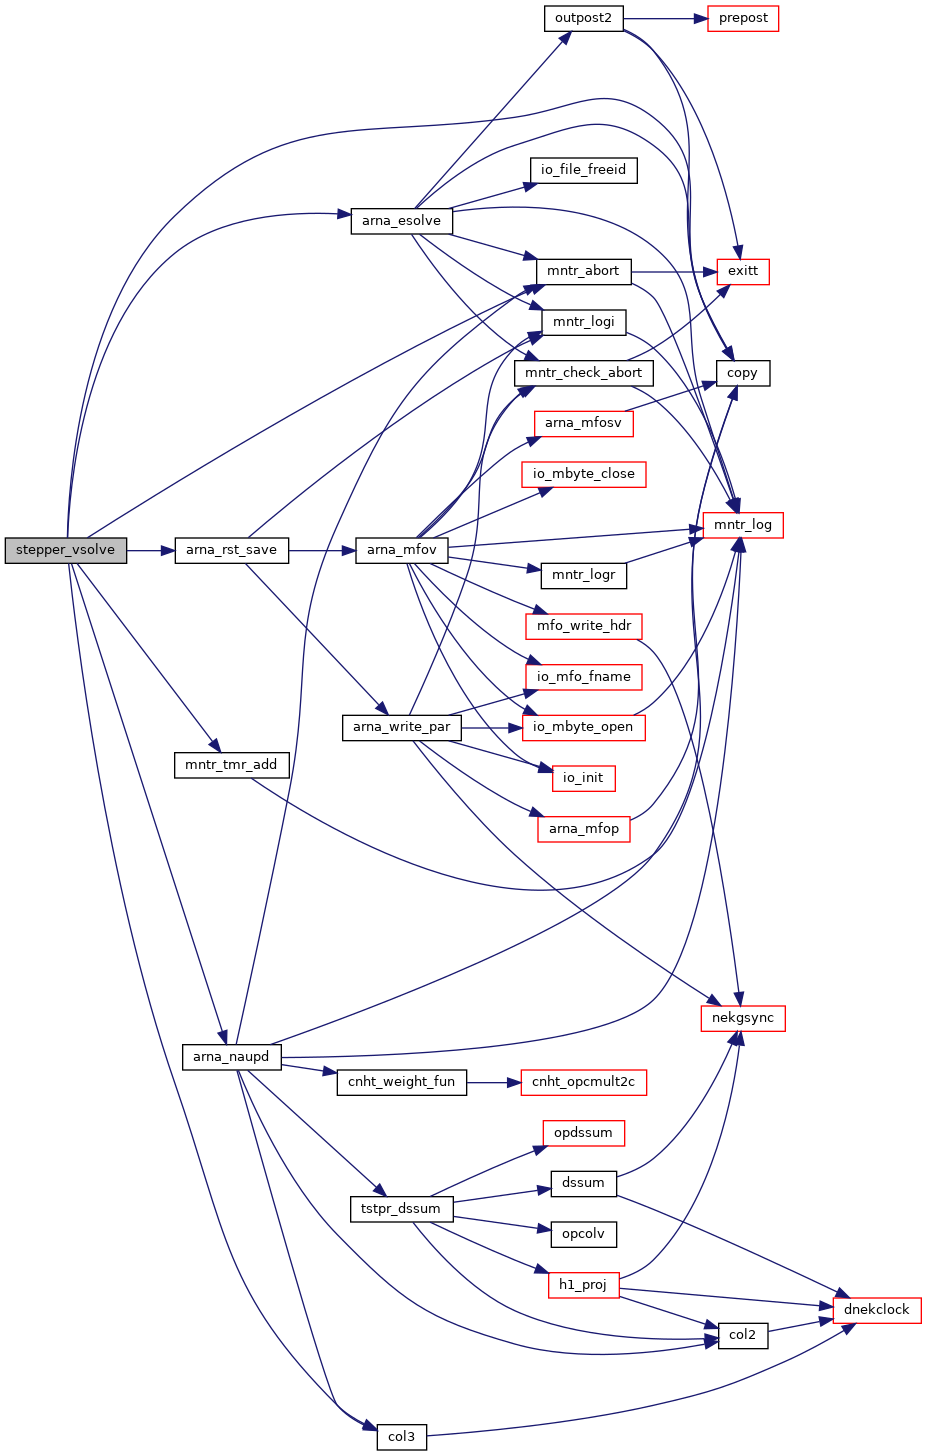 outpost2
prepost
io_file_freeid
arna_esolve
mntr_abort
exitt
mntr_logi
mntr_check_abort
copy
arna_mfosv
io_mbyte_close
mntr_log
stepper_vsolve
arna_rst_save
arna_mfov
mntr_logr
mfo_write_hdr
io_mfo_fname
arna_write_par
io_mbyte_open
mntr_tmr_add
io_init
arna_mfop
nekgsync
arna_naupd
cnht_weight_fun
cnht_opcmult2c
opdssum
dssum
tstpr_dssum
opcolv
h1_proj
dnekclock
col2
col3